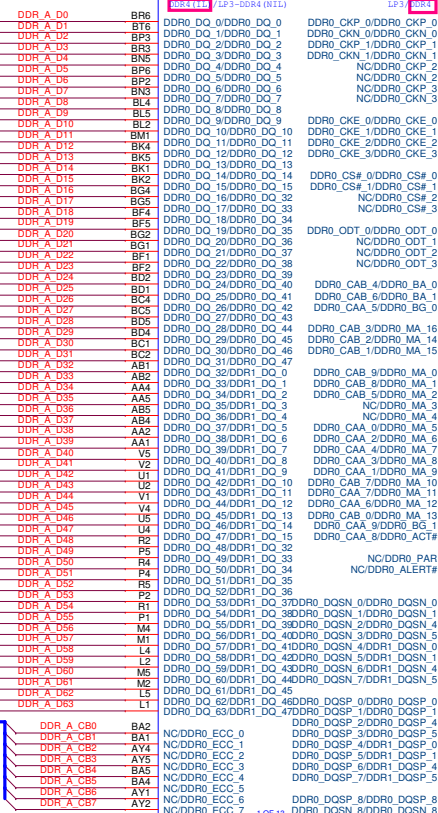 DDR4(IL)/LP3-DDR4(NIL) LP3/DDR4
DDR_A_D0 BR6 DDR0_DQ_0/DDR0_DQ_0 DDR0_CKP_0/DDR0_CKP_0
DDR_A_D1 BT6 DDR0_DQ_1/DDR0_DQ_1 DDR0_CKN_0/DDR0_CKN_0
DDR_A_D2 BP3 DDR0_DQ_2/DDR0_DQ_2 DDR0_CKP_1/DDR0_CKP_1
DDR_A_D3 BR3 DDR0_DQ_3/DDR0_DQ_3 DDR0_CKN_1/DDR0_CKN_1
DDR_A_D4 BN5 DDR0_DQ_4/DDR0_DQ_4 NC/DDR0_CKP_2
DDR_A_D5 BP6 DDR0_DQ_5/DDR0_DQ_5 NC/DDR0_CKN_2
DDR_A_D6 BP2 DDR0_DQ_6/DDR0_DQ_6 NC/DDR0_CKP_3
DDR_A_D7 BN3 DDR0_DQ_7/DDR0_DQ_7 NC/DDR0_CKN_3
DDR_A_D8 BL4 DDR0_DQ_8/DDR0_DQ_8
DDR_A_D9 BL5 DDR0_DQ_9/DDR0_DQ_9 DDR0_CKE_0/DDR0_CKE_0
DDR_A_D10 BL2 DDR0_DQ_10/DDR0_DQ_10 DDR0_CKE_1/DDR0_CKE_1
DDR_A_D11 BM1 DDR0_DQ_11/DDR0_DQ_11 DDR0_CKE_2/DDR0_CKE_2
DDR_A_D12 BK4 DDR0_DQ_12/DDR0_DQ_12 DDR0_CKE_3/DDR0_CKE_3
DDR_A_D13 BK5 DDR0_DQ_13/DDR0_DQ_13
DDR_A_D14 BK1 DDR0_DQ_14/DDR0_DQ_14 DDR0_CS#_0/DDR0_CS#_0
DDR_A_D15 BK2 DDR0_DQ_15/DDR0_DQ_15 DDR0_CS#_1/DDR0_CS#_1
DDR_A_D16 BG4 DDR0_DQ_16/DDR0_DQ_32 NC/DDR0_CS#_2
DDR_A_D17 BG5 DDR0_DQ_17/DDR0_DQ_33 NC/DDR0_CS#_3
DDR_A_D18 BF4 DDR0_DQ_18/DDR0_DQ_34
DDR_A_D19 BF5 DDR0_DQ_19/DDR0_DQ_35 DDR0_ODT_0/DDR0_ODT_0
DDR_A_D20 BG2 DDR0_DQ_20/DDR0_DQ_36 NC/DDR0_ODT_1
DDR_A_D21 BG1 DDR0_DQ_21/DDR0_DQ_37 NC/DDR0_ODT_2
DDR_A_D22 BF1 DDR0_DQ_22/DDR0_DQ_38 NC/DDR0_ODT_3
DDR_A_D23 BF2 DDR0_DQ_23/DDR0_DQ_39
DDR_A_D24 BD2 DDR0_DQ_24/DDR0_DQ_40 DDR0_CAB_4/DDR0_BA_0
DDR_A_D25 BD1 DDR0_DQ_25/DDR0_DQ_41 DDR0_CAB_6/DDR0_BA_1
DDR_A_D26 BC4 DDR0_DQ_26/DDR0_DQ_42 DDR0_CAA_5/DDR0_BG_0
DDR_A_D27 BC5 DDR0_DQ_27/DDR0_DQ_43
DDR_A_D28 BD5 DDR0_DQ_28/DDR0_DQ_44 DDR0_CAB_3/DDR0_MA_16
DDR_A_D29 BD4 DDR0_DQ_29/DDR0_DQ_45 DDR0_CAB_2/DDR0_MA_14
DDR_A_D30 BC1 DDR0_DQ_30/DDR0_DQ_46 DDR0_CAB_1/DDR0_MA_15
DDR_A_D31 BC2 DDR0_DQ_31/DDR0_DQ_47
DDR_A_D32 AB1 DDR0_DQ_32/DDR1_DQ_0 DDR0_CAB_9/DDR0_MA_0
DDR_A_D33 AB2 DDR0_DQ_33/DDR1_DQ_1 DDR0_CAB_8/DDR0_MA_1
DDR_A_D34 AA4 DDR0_DQ_34/DDR1_DQ_2 DDR0_CAB_5/DDR0_MA_2
DDR_A_D35 AA5 DDR0_DQ_35/DDR1_DQ_3 NC/DDR0_MA_3
DDR_A_D36 AB5 DDR0_DQ_36/DDR1_DQ_4 NC/DDR0_MA_4
DDR_A_D37 AB4 DDR0_DQ_37/DDR1_DQ_5 DDR0_CAA_0/DDR0_MA_5
DDR_A_D38 AA2 DDR0_DQ_38/DDR1_DQ_6 DDR0_CAA_2/DDR0_MA_6
DDR_A_D39 AA1 DDR0_DQ_39/DDR1_DQ_7 DDR0_CAA_4/DDR0_MA_7
DDR_A_D40 V5 DDR0_DQ_40/DDR1_DQ_8 DDR0_CAA_3/DDR0_MA_8
DDR_A_D41 V2 DDR0_DQ_41/DDR1_DQ_9 DDR0_CAA_1/DDR0_MA_9
DDR_A_D42 U1 DDR0_DQ_42/DDR1_DQ_10 DDR0_CAB_7/DDR0_MA_10
DDR_A_D43 U2 DDR0_DQ_43/DDR1_DQ_11 DDR0_CAA_7/DDR0_MA_11
DDR_A_D44 V1 DDR0_DQ_44/DDR1_DQ_12 DDR0_CAA_6/DDR0_MA_12
DDR_A_D45 V4 DDR0_DQ_45/DDR1_DQ_13 DDR0_CAB_0/DDR0_MA_13
DDR_A_D46 U5 DDR0_DQ_46/DDR1_DQ_14 DDR0_CAA_9/DDR0_BG_1
DDR_A_D47 U4 DDR0_DQ_47/DDR1_DQ_15 DDR0_CAA_8/DDR0_ACT#
DDR_A_D48 R2 DDR0_DQ_48/DDR1_DQ_32
DDR_A_D49 P5 DDR0_DQ_49/DDR1_DQ_33 NC/DDR0_PAR
DDR_A_D50 R4 DDR0_DQ_50/DDR1_DQ_34 NC/DDR0_ALERT#
DDR_A_D51 P4 DDR0_DQ_51/DDR1_DQ_35
DDR_A_D52 R5 DDR0_DQ_52/DDR1_DQ_36
DDR_A_D53 P2 DDR0_DQ_53/DDR1_DQ_37 DDR0_DQSN_0/DDR0_DQSN_0
DDR_A_D54 R1 DDR0_DQ_54/DDR1_DQ_38 DDR0_DQSN_1/DDR0_DQSN_1
DDR_A_D55 P1 DDR0_DQ_55/DDR1_DQ_39 DDR0_DQSN_2/DDR0_DQSN_4
DDR_A_D56 M4 DDR0_DQ_56/DDR1_DQ_40 DDR0_DQSN_3/DDR0_DQSN_5
DDR_A_D57 M1 DDR0_DQ_57/DDR1_DQ_41 DDR0_DQSN_4/DDR1_DQSN_0
DDR_A_D58 L4 DDR0_DQ_58/DDR1_DQ_42 DDR0_DQSN_5/DDR1_DQSN_1
DDR_A_D59 L2 DDR0_DQ_59/DDR1_DQ_43 DDR0_DQSN_6/DDR1_DQSN_4
DDR_A_D60 M5 DDR0_DQ_60/DDR1_DQ_44 DDR0_DQSN_7/DDR1_DQSN_5
DDR_A_D61 M2 DDR0_DQ_61/DDR1_DQ_45
DDR_A_D62 L5 DDR0_DQ_62/DDR1_DQ_46 DDR0_DQSP_0/DDR0_DQSP_0
DDR_A_D63 L1 DDR0_DQ_63/DDR1_DQ_47 DDR0_DQSP_1/DDR0_DQSP_1
DDR0_DQSP_2/DDR0_DQSP_4
DDR_A_CB0 BA2 NC/DDR0_ECC_0 DDR0_DQSP_3/DDR0_DQSP_5
DDR_A_CB1 BA1 NC/DDR0_ECC_1 DDR0_DQSP_4/DDR1_DQSP_0
DDR_A_CB2 AY4 NC/DDR0_ECC_2 DDR0_DQSP_5/DDR1_DQSP_1
DDR_A_CB3 AY5 NC/DDR0_ECC_3 DDR0_DQSP_6/DDR1_DQSP_4
DDR_A_CB4 BA5 NC/DDR0_ECC_4 DDR0_DQSP_7/DDR1_DQSP_5
DDR_A_CB5 BA4 NC/DDR0_ECC_5
DDR_A_CB6 AY1 NC/DDR0_ECC_6 DDR0_DQSP_8/DDR0_DQSP_8
DDR_A_CB7 AY2 NC/DDR0_ECC_7 DDR0_DQSN_8/DDR0_DQSN_8